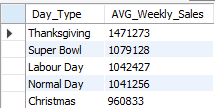 Day_Type AVG_Weekly_Sales
Thanksgiving 1471273
Super Bowl 1079128
Labour Day 1042427
Normal Day 1041256
Christmas 960833